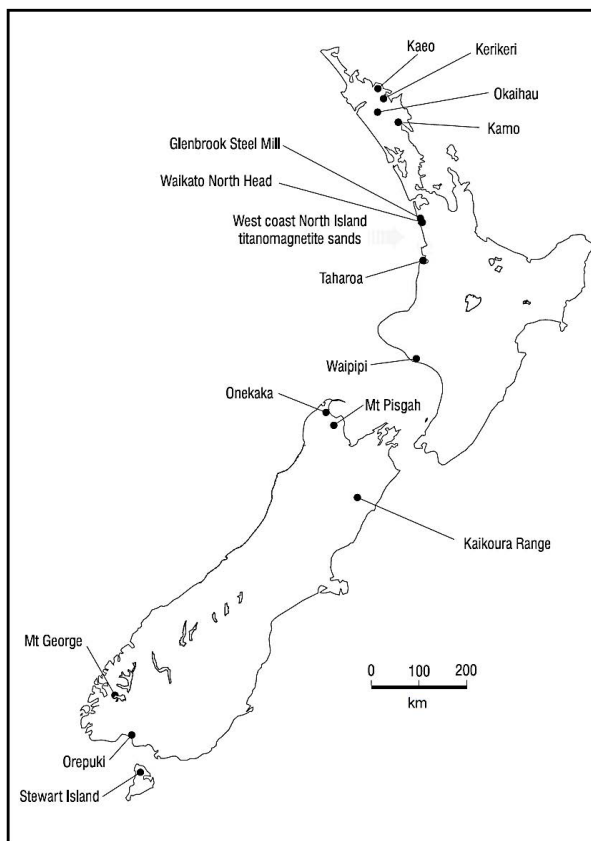 Kaeo
Kerikeri
Okaihau
Kamo
Glenbrook Steel Mill
Waikato North Head
West coast North Island
titanomagnetite sands
Taharoa
Waipipi
Onekaka
Mt Pisgah
Kaikoura Range
Mt George
0 100 200
km
Orepuki
Stewart Island